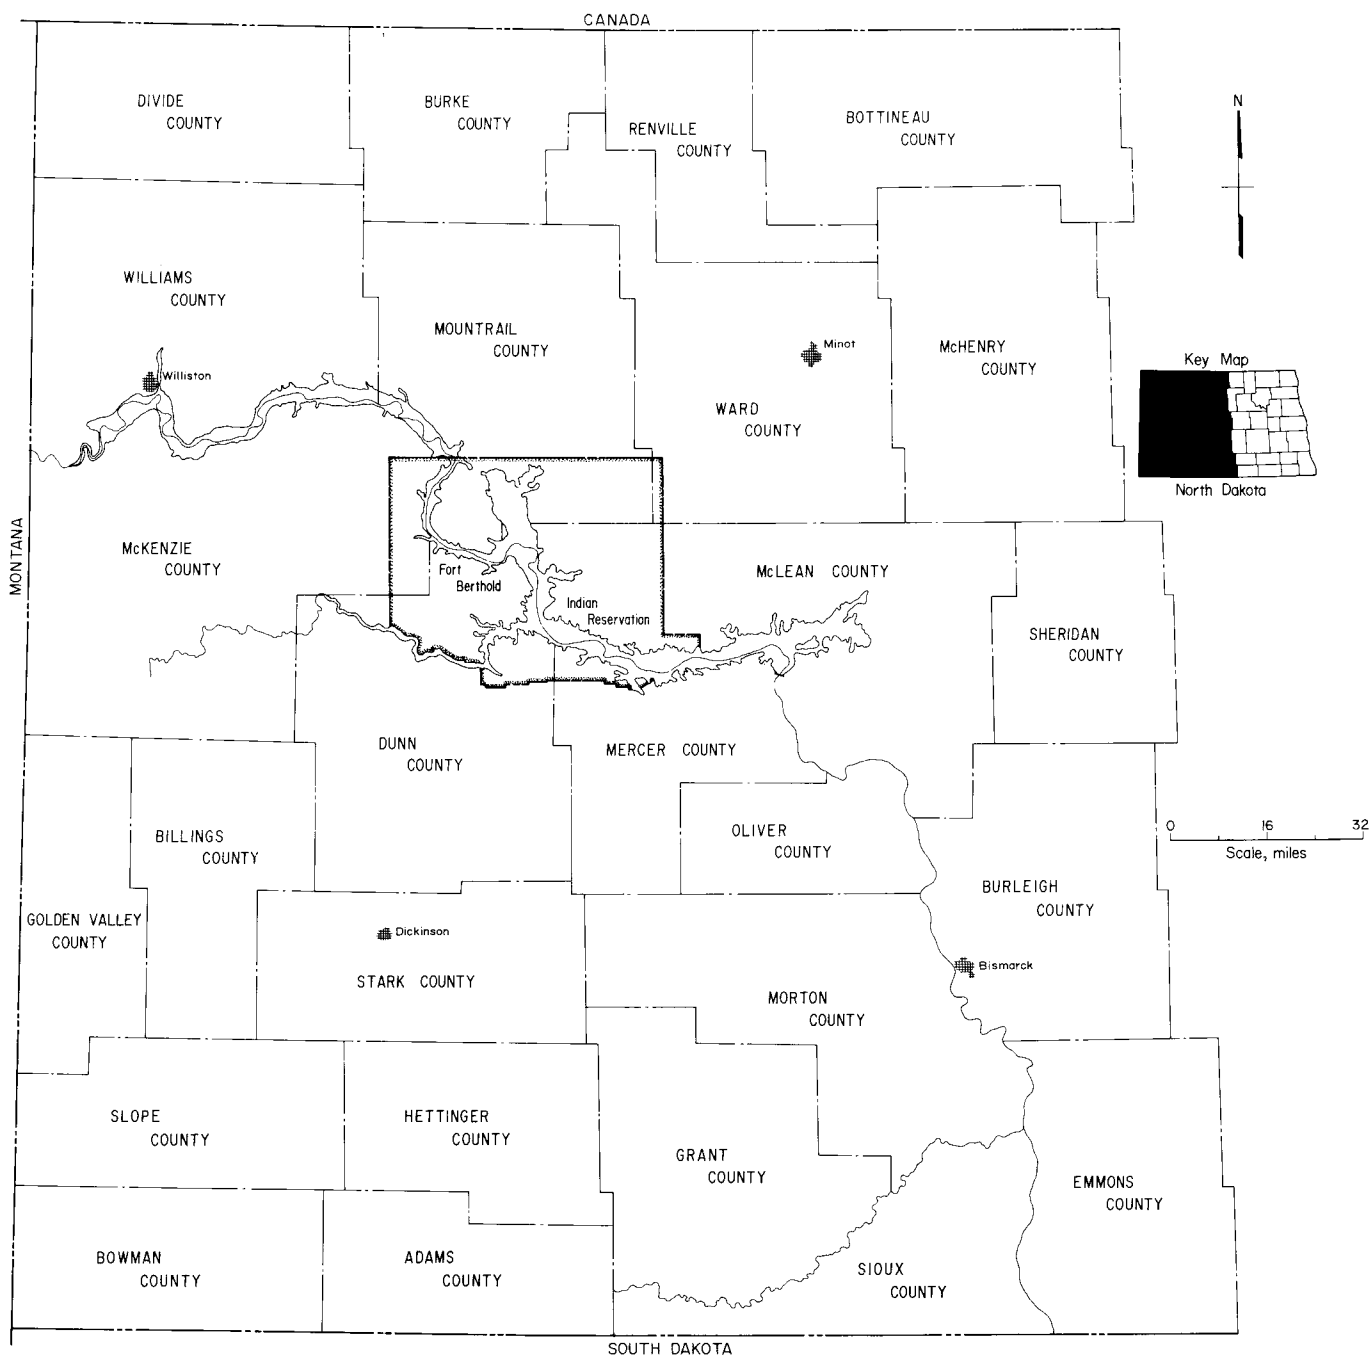 CANADA
DIVIDE
COUNTY
BURKE
COUNTY
RENVILLE
COUNTY
BOTTINEAU
COUNTY
N
WILLIAMS
COUNTY
MOUNTRAIL
COUNTY
Minot
McHENRY
COUNTY
Key Map
Williston
WARD
COUNTY
North Dakota
MONTANA
McKENZIE
COUNTY
Fort
Berthold
Indian
Reservation
McLEAN COUNTY
SHERIDAN
COUNTY
DUNN
COUNTY
MERCER COUNTY
BILLINGS
COUNTY
OLIVER
COUNTY
0 16 32
Scale, miles
BURLEIGH
COUNTY
GOLDEN VALLEY
COUNTY
Dickinson
STARK COUNTY
Bismarck
MORTON
COUNTY
SLOPE
COUNTY
HETTINGER
COUNTY
GRANT
COUNTY
EMMONS
COUNTY
BOWMAN
COUNTY
ADAMS
COUNTY
SIOUX
COUNTY
SOUTH DAKOTA